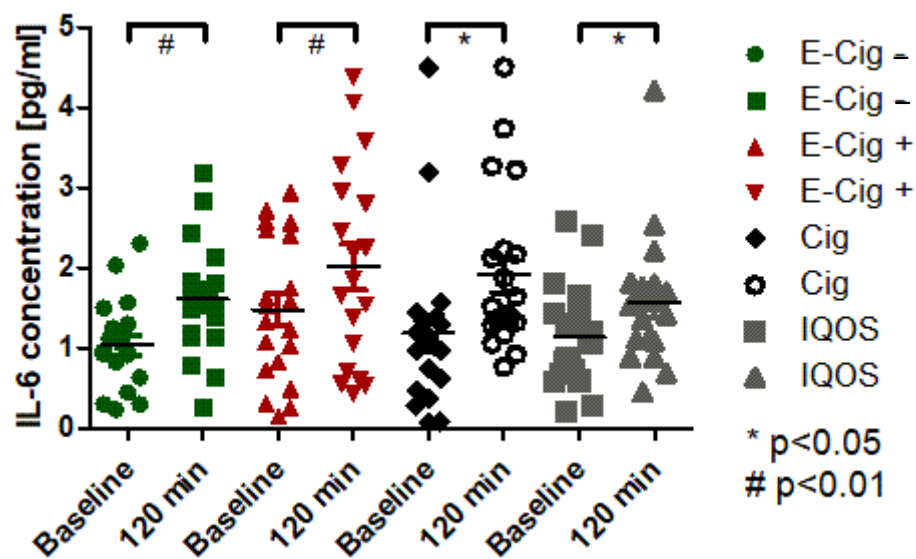 IL-6 concentration [pg/ml]
5
4
3
2
1
0
# # * *
Baseline
120 min
Baseline
120 min
Baseline
120 min
Baseline
120 min
E-Cig –
E-Cig –
E-Cig +
E-Cig +
Cig
Cig
IQOS
IQOS
* p<0.05
# p<0.01